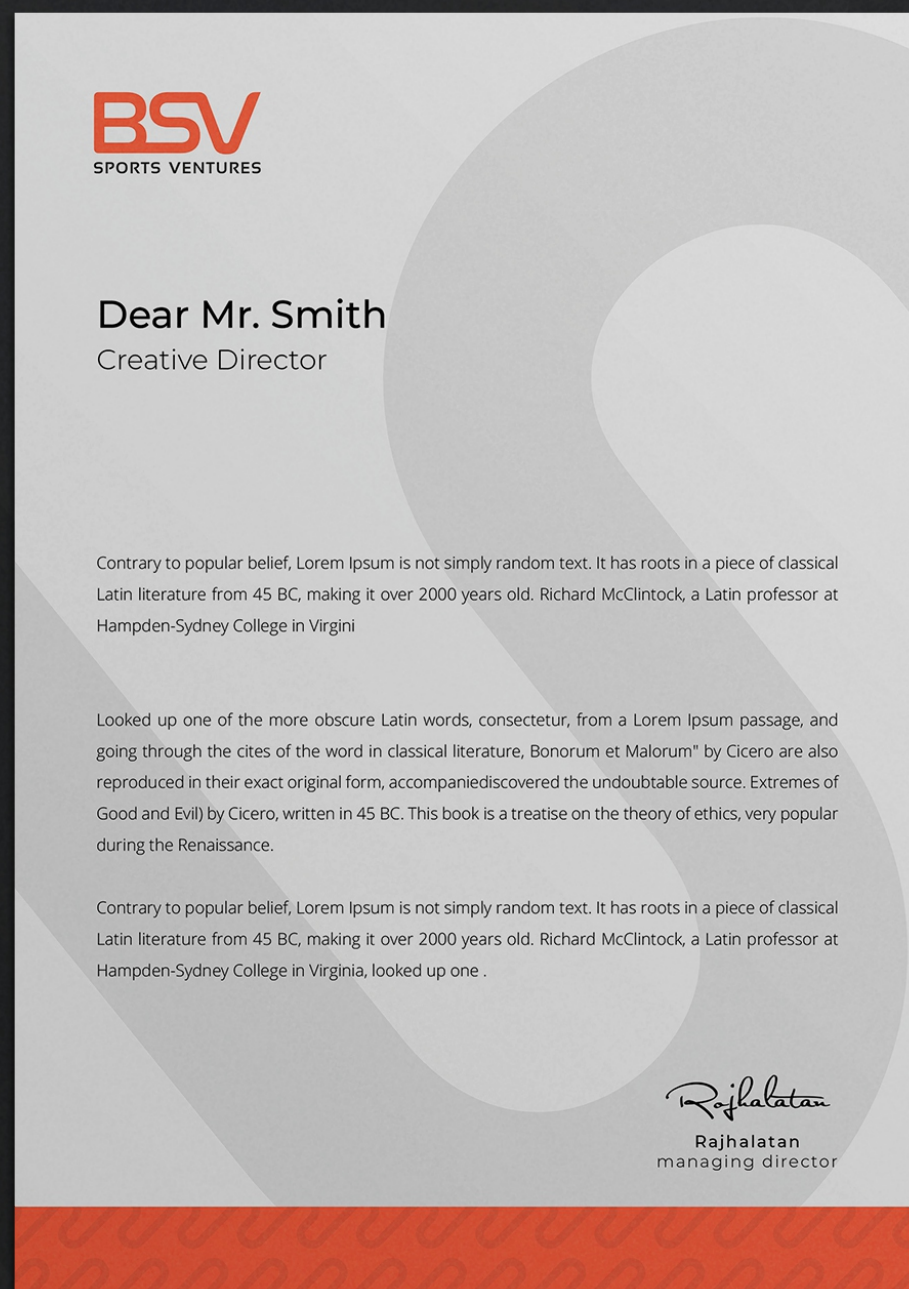 BSV
SPORTS VENTURES
Dear Mr. Smith
Creative Director
Contrary to popular belief, Lorem Ipsum is not simply random text. It has roots in a piece of classical
Latin literature from 45 BC, making it over 2000 years old. Richard McClintock, a Latin professor at
Hampden-Sydney College in Virgini
Looked up one of the more obscure Latin words, consectetur, from a Lorem Ipsum passage, and
going through the cites of the word in classical literature, Bonorum et Malorum" by Cicero are also
reproduced in their exact original form, accompaniediscovered the undoubtable source. Extremes of
Good and Evil) by Cicero, written in 45 BC. This book is a treatise on the theory of ethics, very popular
during the Renaissance.
Contrary to popular belief, Lorem Ipsum is not simply random text. It has roots in a piece of classical
Latin literature from 45 BC, making it over 2000 years old. Richard McClintock, a Latin professor at
Hampden-Sydney College in Virginia, looked up one .
Rajhalatan
Rajhalatan
managing director